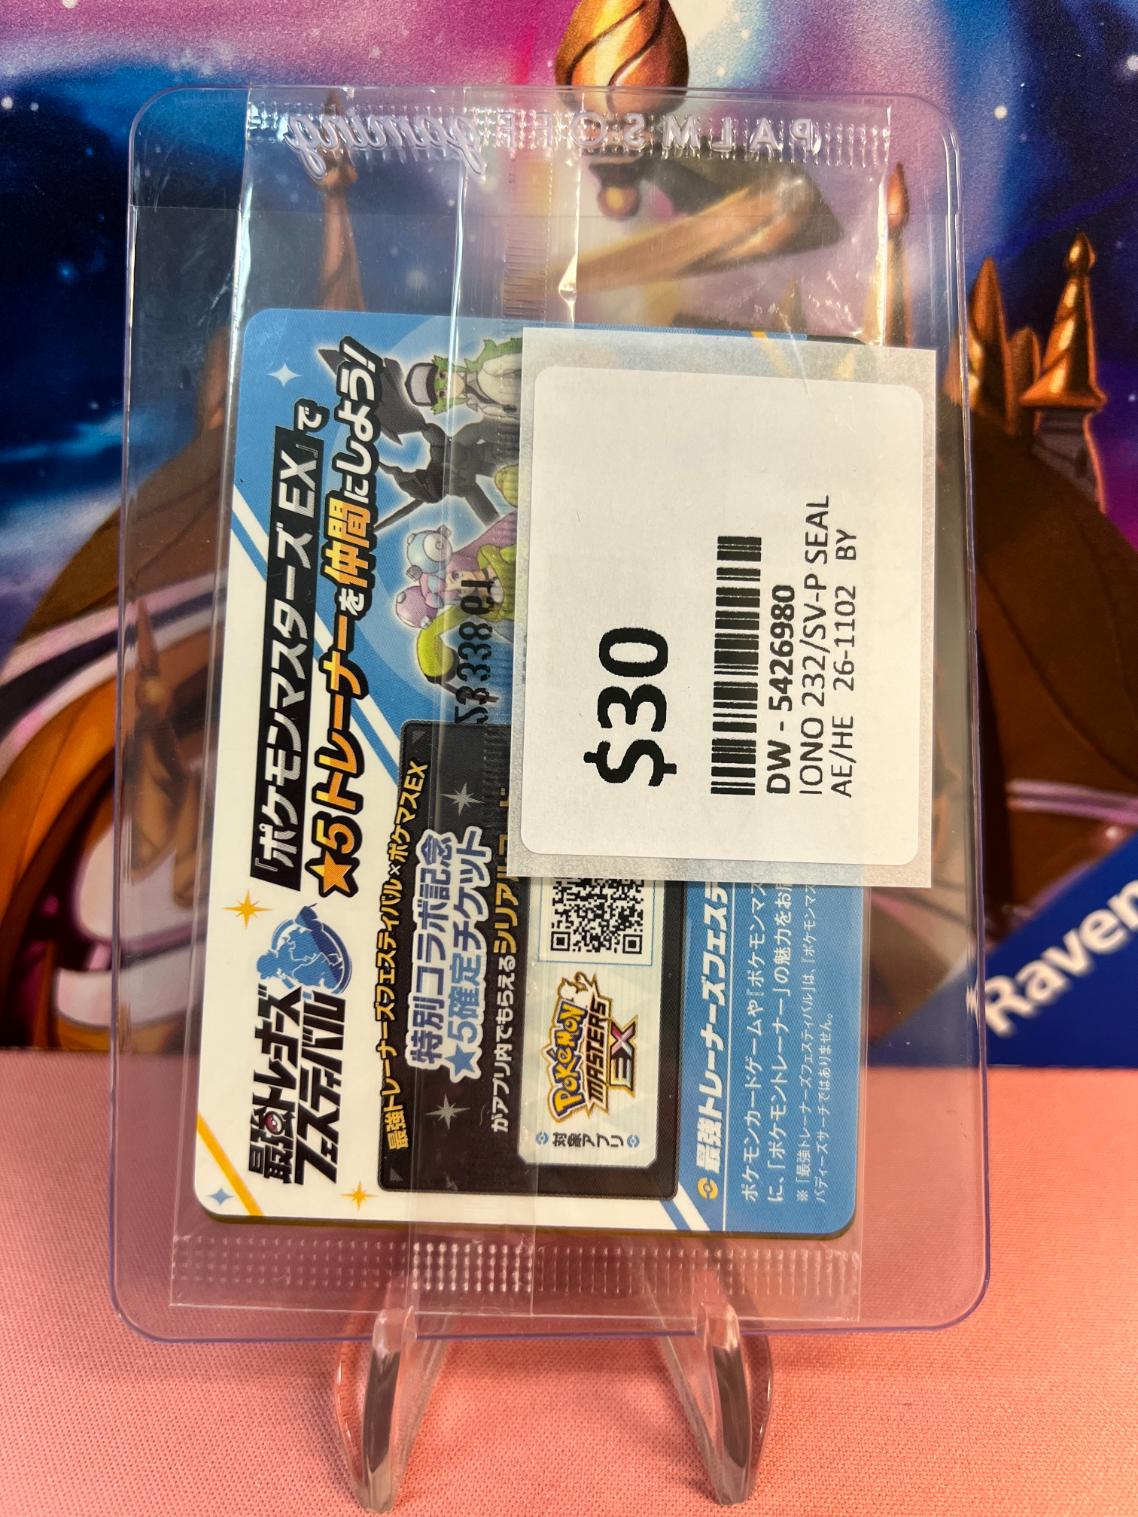 PALMS OFF gaming
「ポケモンマスターズ EX」で
★5トレーナーを仲間にしよう!
最強トレーナーズ
フェスティバル
最強トレーナーズフェスティバル×ポケマスEX
特別コラボ記念
★5確定チケット
がアプリ内でもらえるシリアルコード
POKÉMON
MASTERS
EX
対象アプリ
最強トレーナーズフェステ
ポケモンカードゲームや『ポケモンマス
に、「ポケモントレーナー」の魅力をお
※「最強トレーナーズフェスティバル」は、「ポケモンマス
バディーズサーチではありません。
$30
DW - 5426980
IONO 232/SV-P SEAL
AE/HE 26-1102 BY
Raven